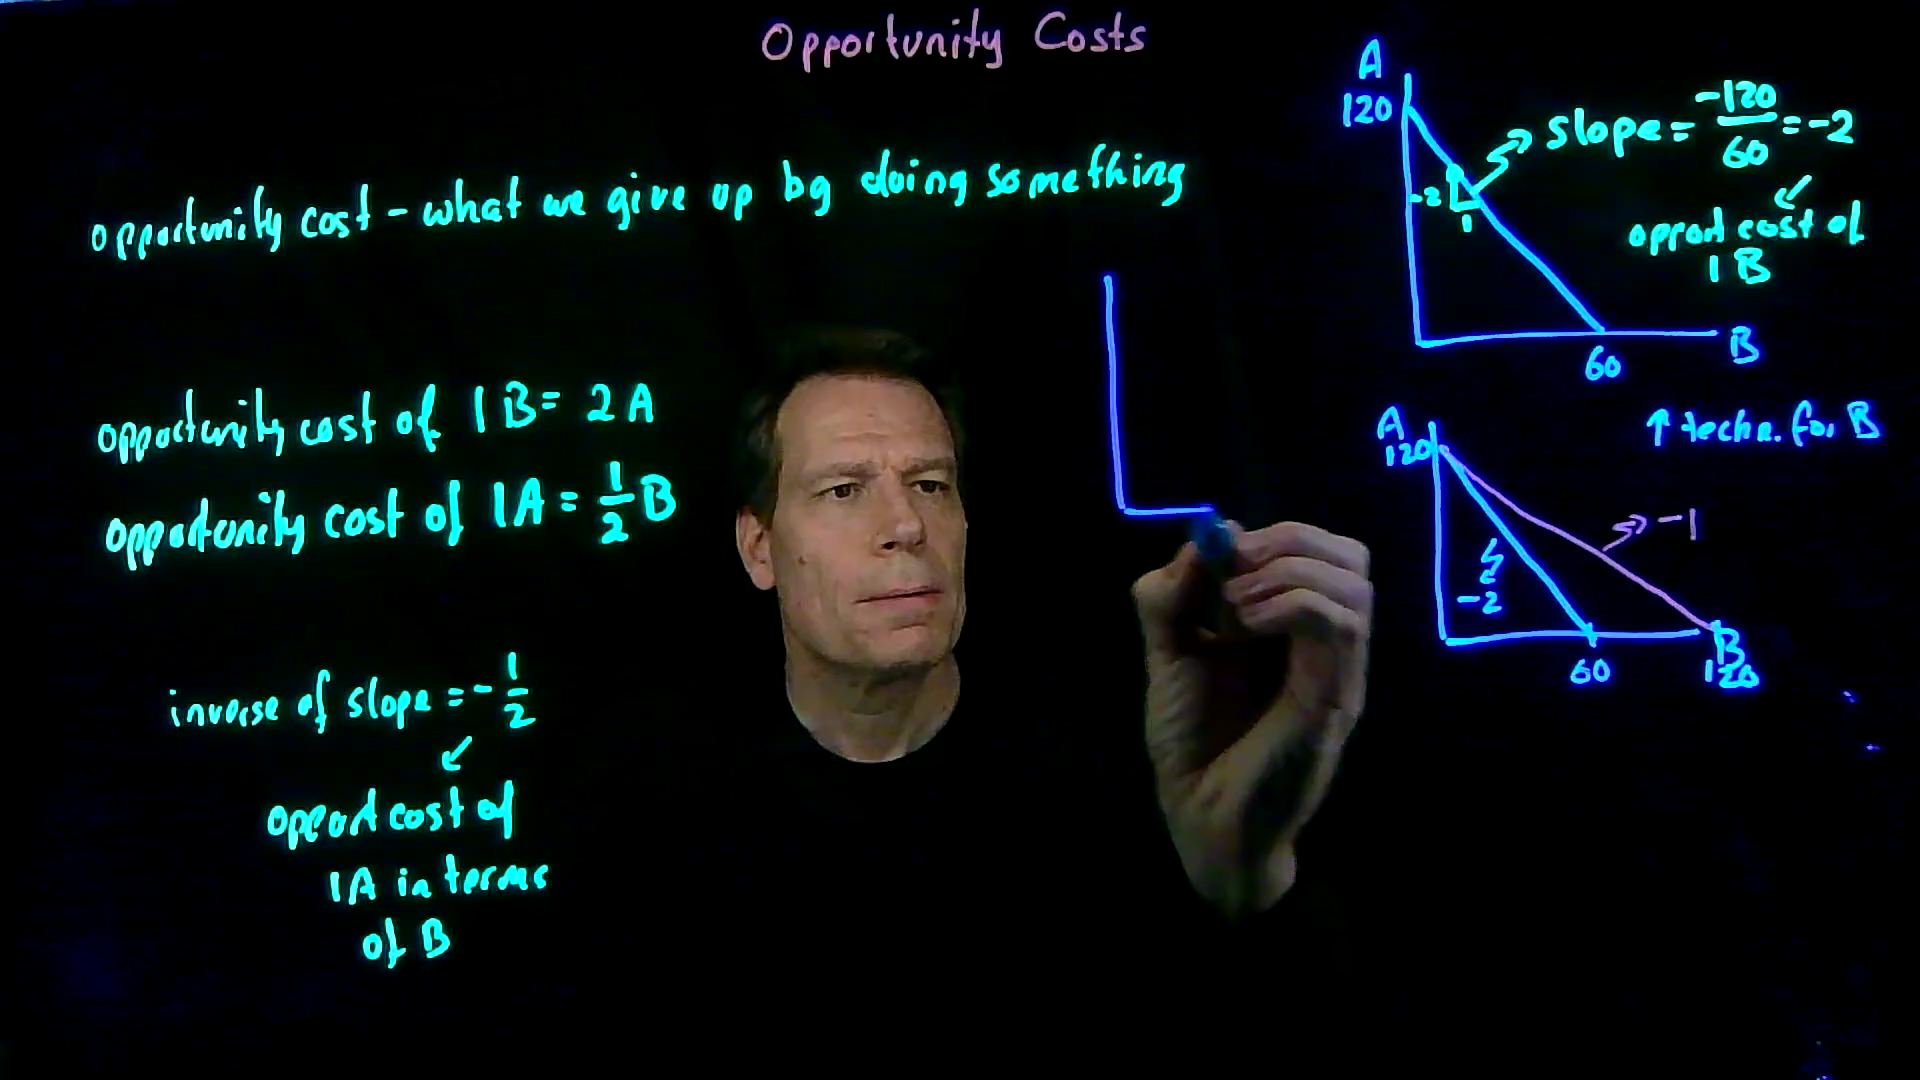 Opportunity Costs
opportunity cost - what we give up by doing something
opportunity cost of 1 B = 2 A
opportunity cost of 1 A = 1/2 B
inverse of slope = - 1/2
opport cost of
1A in terms
of B
A
120
slope = -120/60 = -2
-2
1
opport cost of
1 B
60
B
↑ techn. for B
A
120
-1
-2
60
B
120